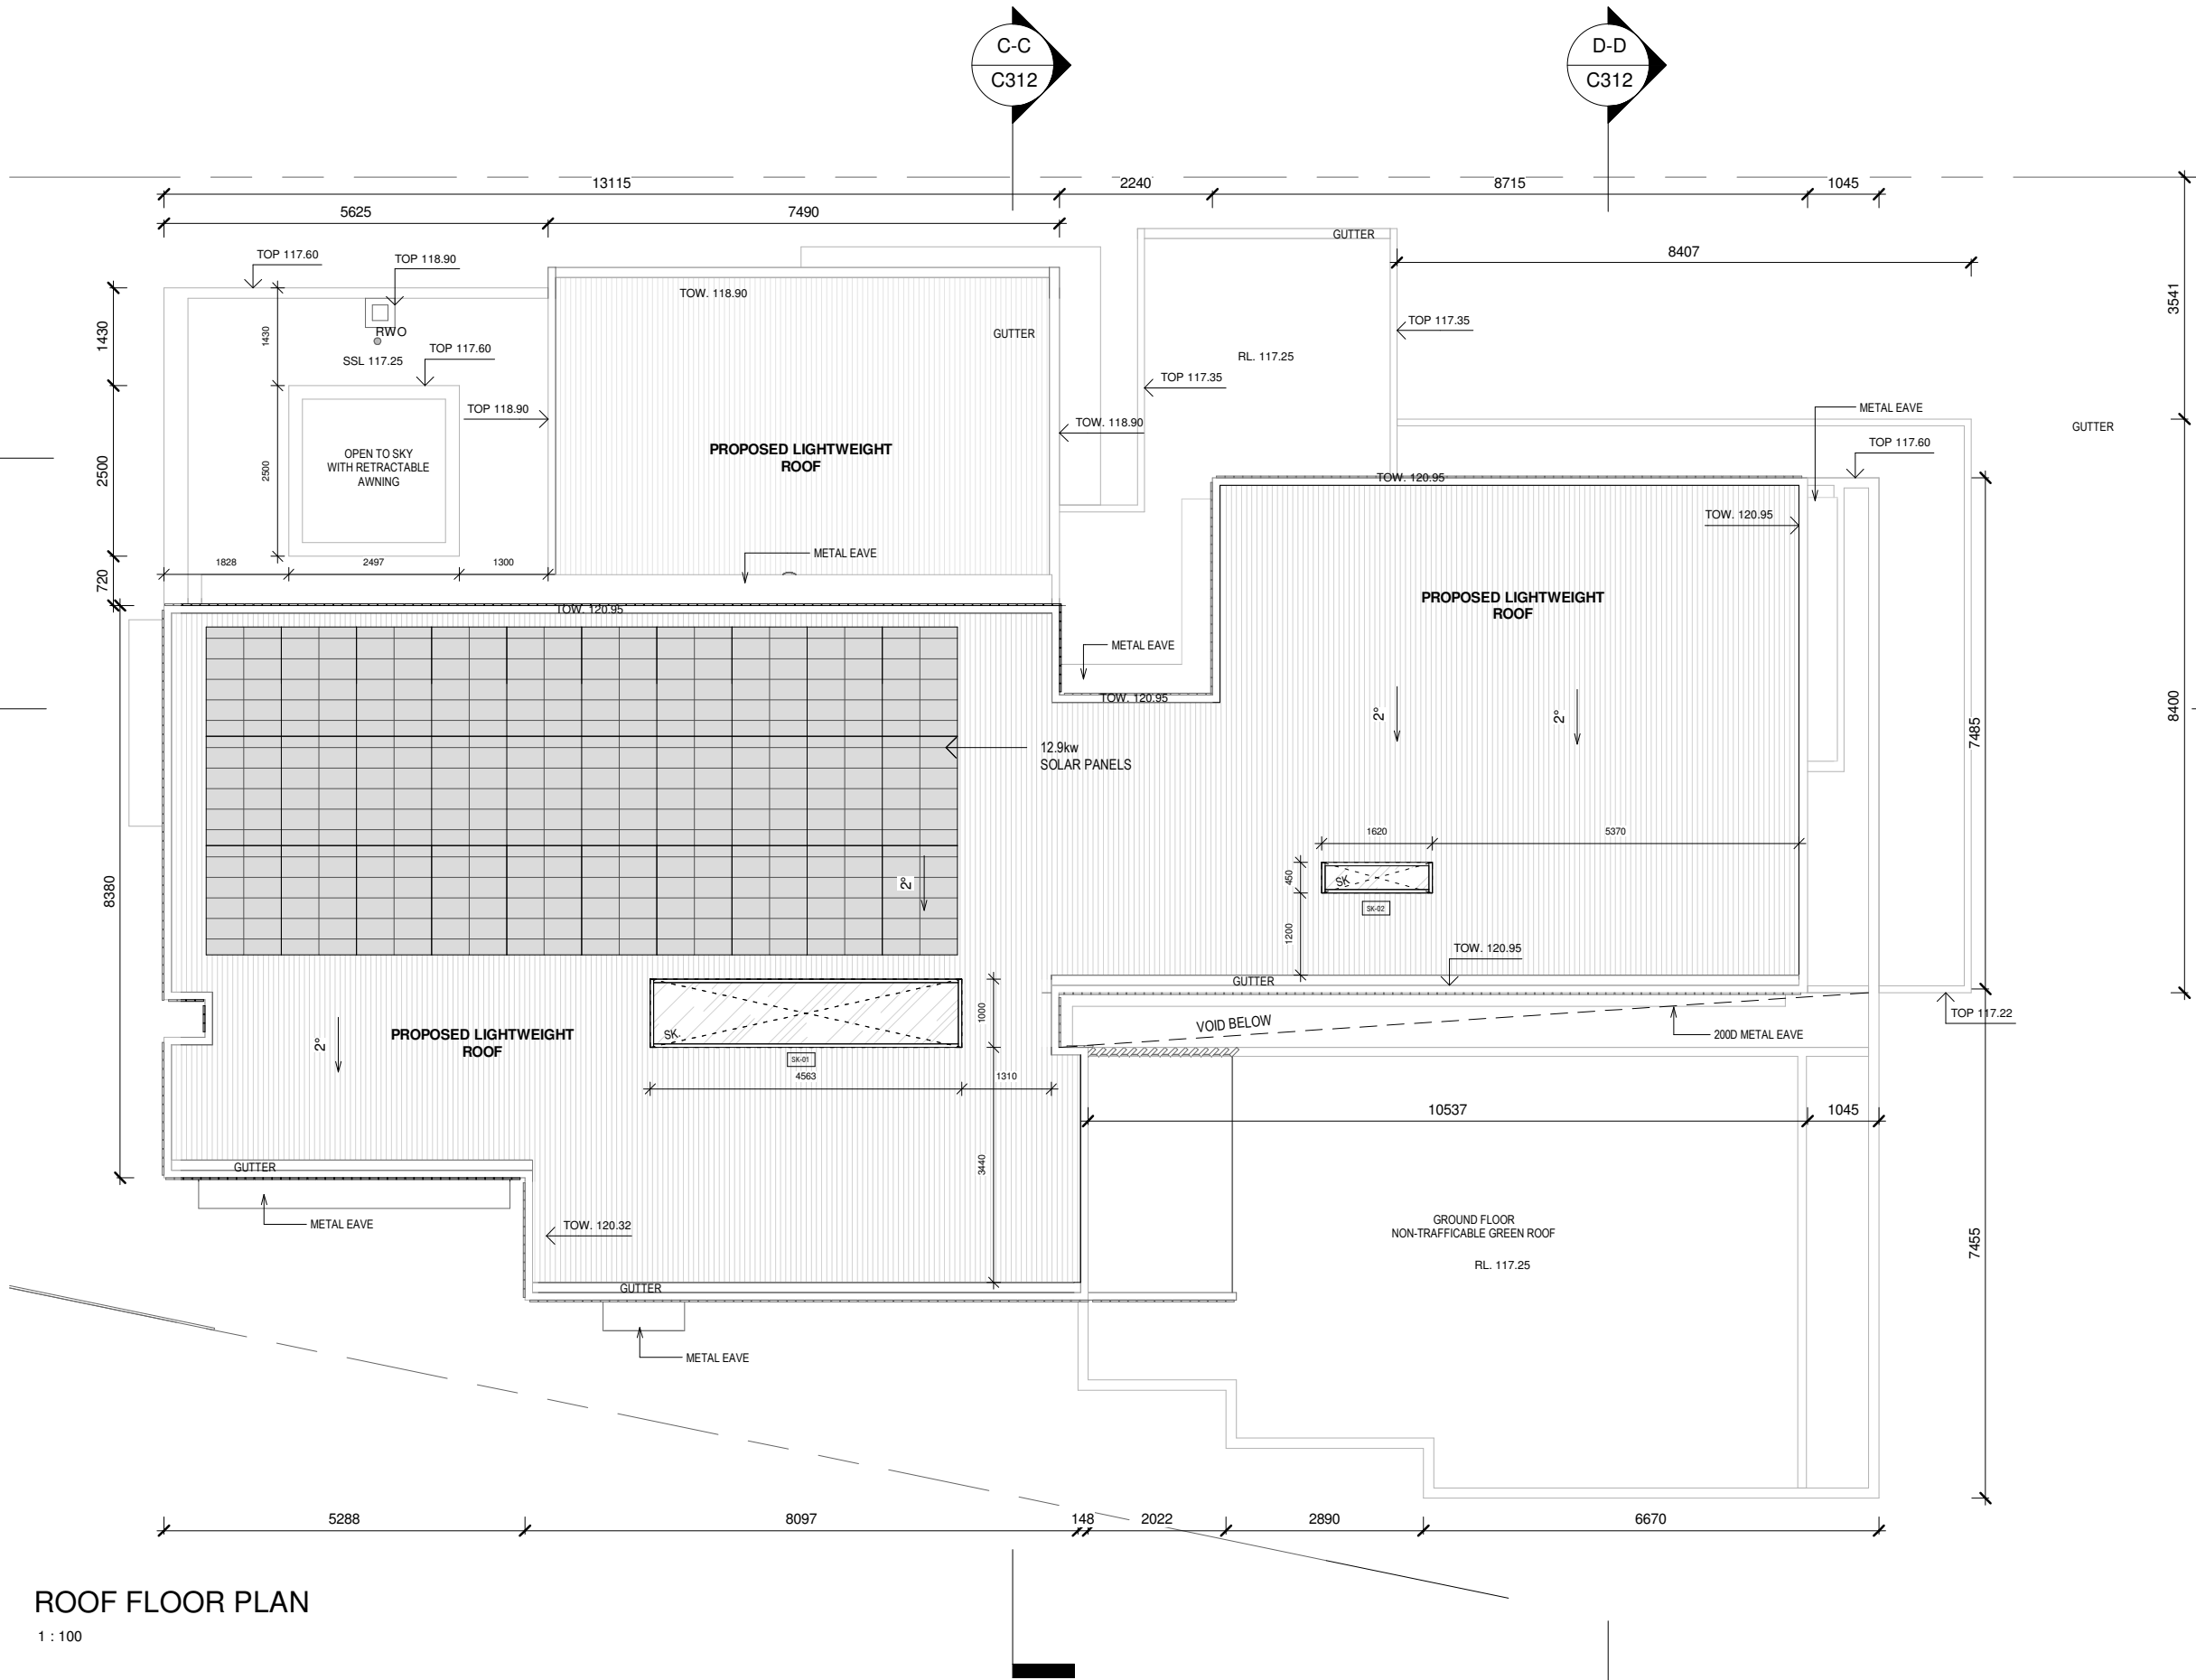 C-C
C312
D-D
C312
13115
2240
8715
1045
5625
7490
GUTTER
8407
TOP 117.60
TOP 118.90
TOW. 118.90
3541
1430
1430
RWO
SSL 117.25
TOP 117.60
GUTTER
TOP 117.35
RL. 117.25
TOP 117.35
TOP 118.90
TOW. 118.90
METAL EAVE
GUTTER
TOP 117.60
PROPOSED LIGHTWEIGHT
ROOF
OPEN TO SKY
WITH RETRACTABLE
AWNING
2500
2500
TOW. 120.95
TOW. 120.95
METAL EAVE
1828
2497
1300
720
TOW. 120.95
PROPOSED LIGHTWEIGHT
ROOF
METAL EAVE
TOW. 120.95
2°
2°
8400
7485
12.9kw
SOLAR PANELS
1620
5370
8380
2°
450
SK
SK-02
1200
TOW. 120.95
GUTTER
1000
VOID BELOW
TOP 117.22
200D METAL EAVE
2°
PROPOSED LIGHTWEIGHT
ROOF
SK.
SK-01
4563
1310
10537
1045
3440
GUTTER
METAL EAVE
TOW. 120.32
GROUND FLOOR
NON-TRAFFICABLE GREEN ROOF
RL. 117.25
7455
GUTTER
METAL EAVE
5288
8097
148
2022
2890
6670
ROOF FLOOR PLAN
1 : 100